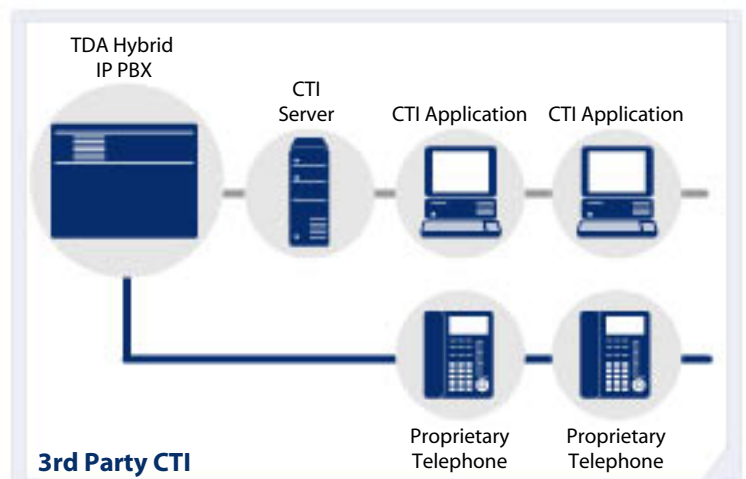 TDA Hybrid
IP PBX
CTI
Server
CTI Application
CTI Application
Proprietary
Telephone
Proprietary
Telephone
3rd Party CTI